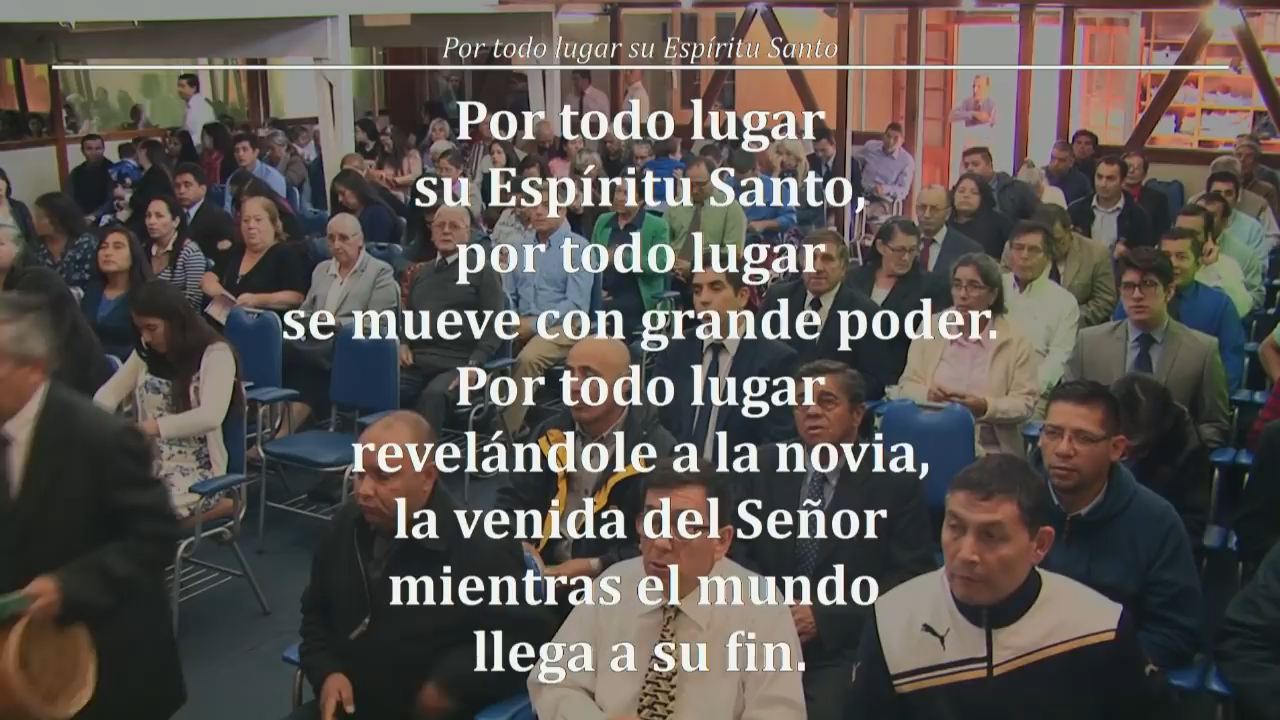 Por todo lugar su Espíritu Santo
Por todo lugar
su Espíritu Santo,
por todo lugar
se mueve con grande poder.
Por todo lugar
revelándole a la novia,
la venida del Señor
mientras el mundo
llega a su fin.